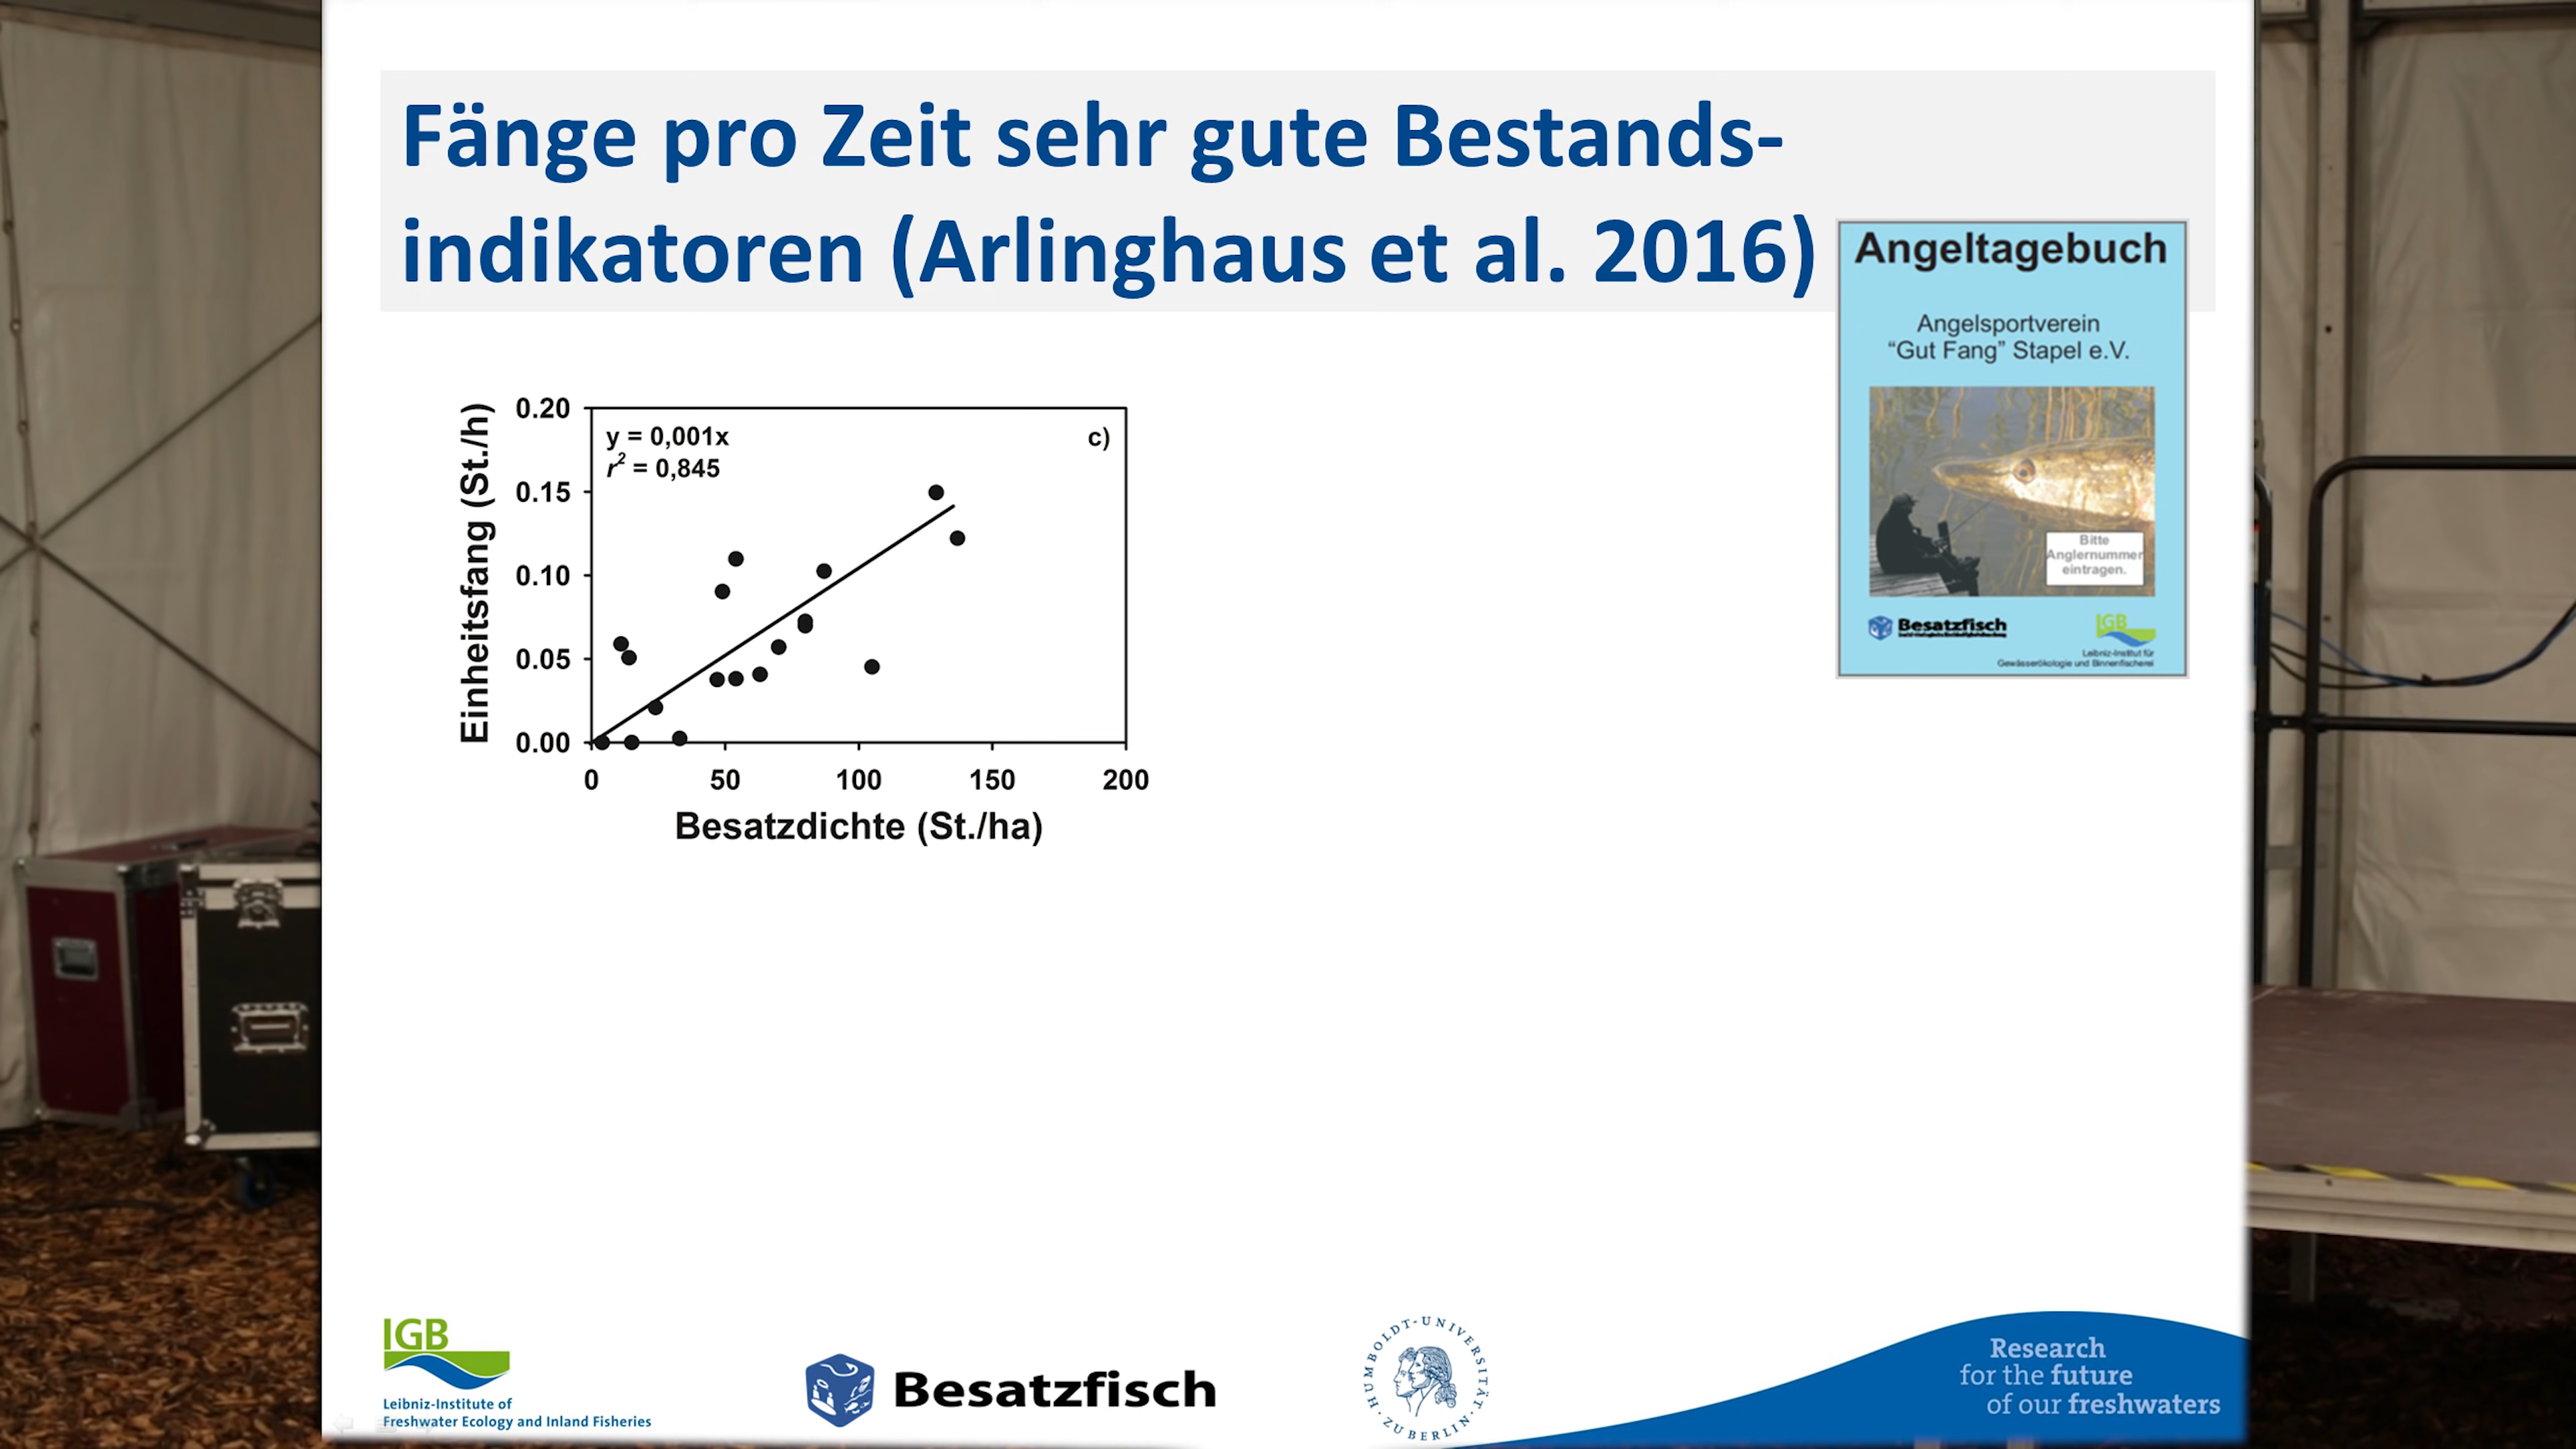 Fänge pro Zeit sehr gute Bestands-
indikatoren (Arlinghaus et al. 2016)
Angeltagebuch
Angelsportverein
“Gut Fang” Stapel e.V.
Bitte
Anglernummer
eintragen.
Besatzfisch
IGB
Leibniz-Institut für
Gewässerökologie und Binnenfischerei
Einheitsfang (St./h)
0.20
0.15
0.10
0.05
0.00
y = 0,001x
r² = 0,845
c)
0 50 100 150 200
Besatzdichte (St./ha)
IGB
Leibniz-Institute of
Freshwater Ecology and Inland Fisheries
Besatzfisch
HUMBOLDT-UNIVERSITÄT · ZU BERLIN ·
Research
for the future
of our freshwaters